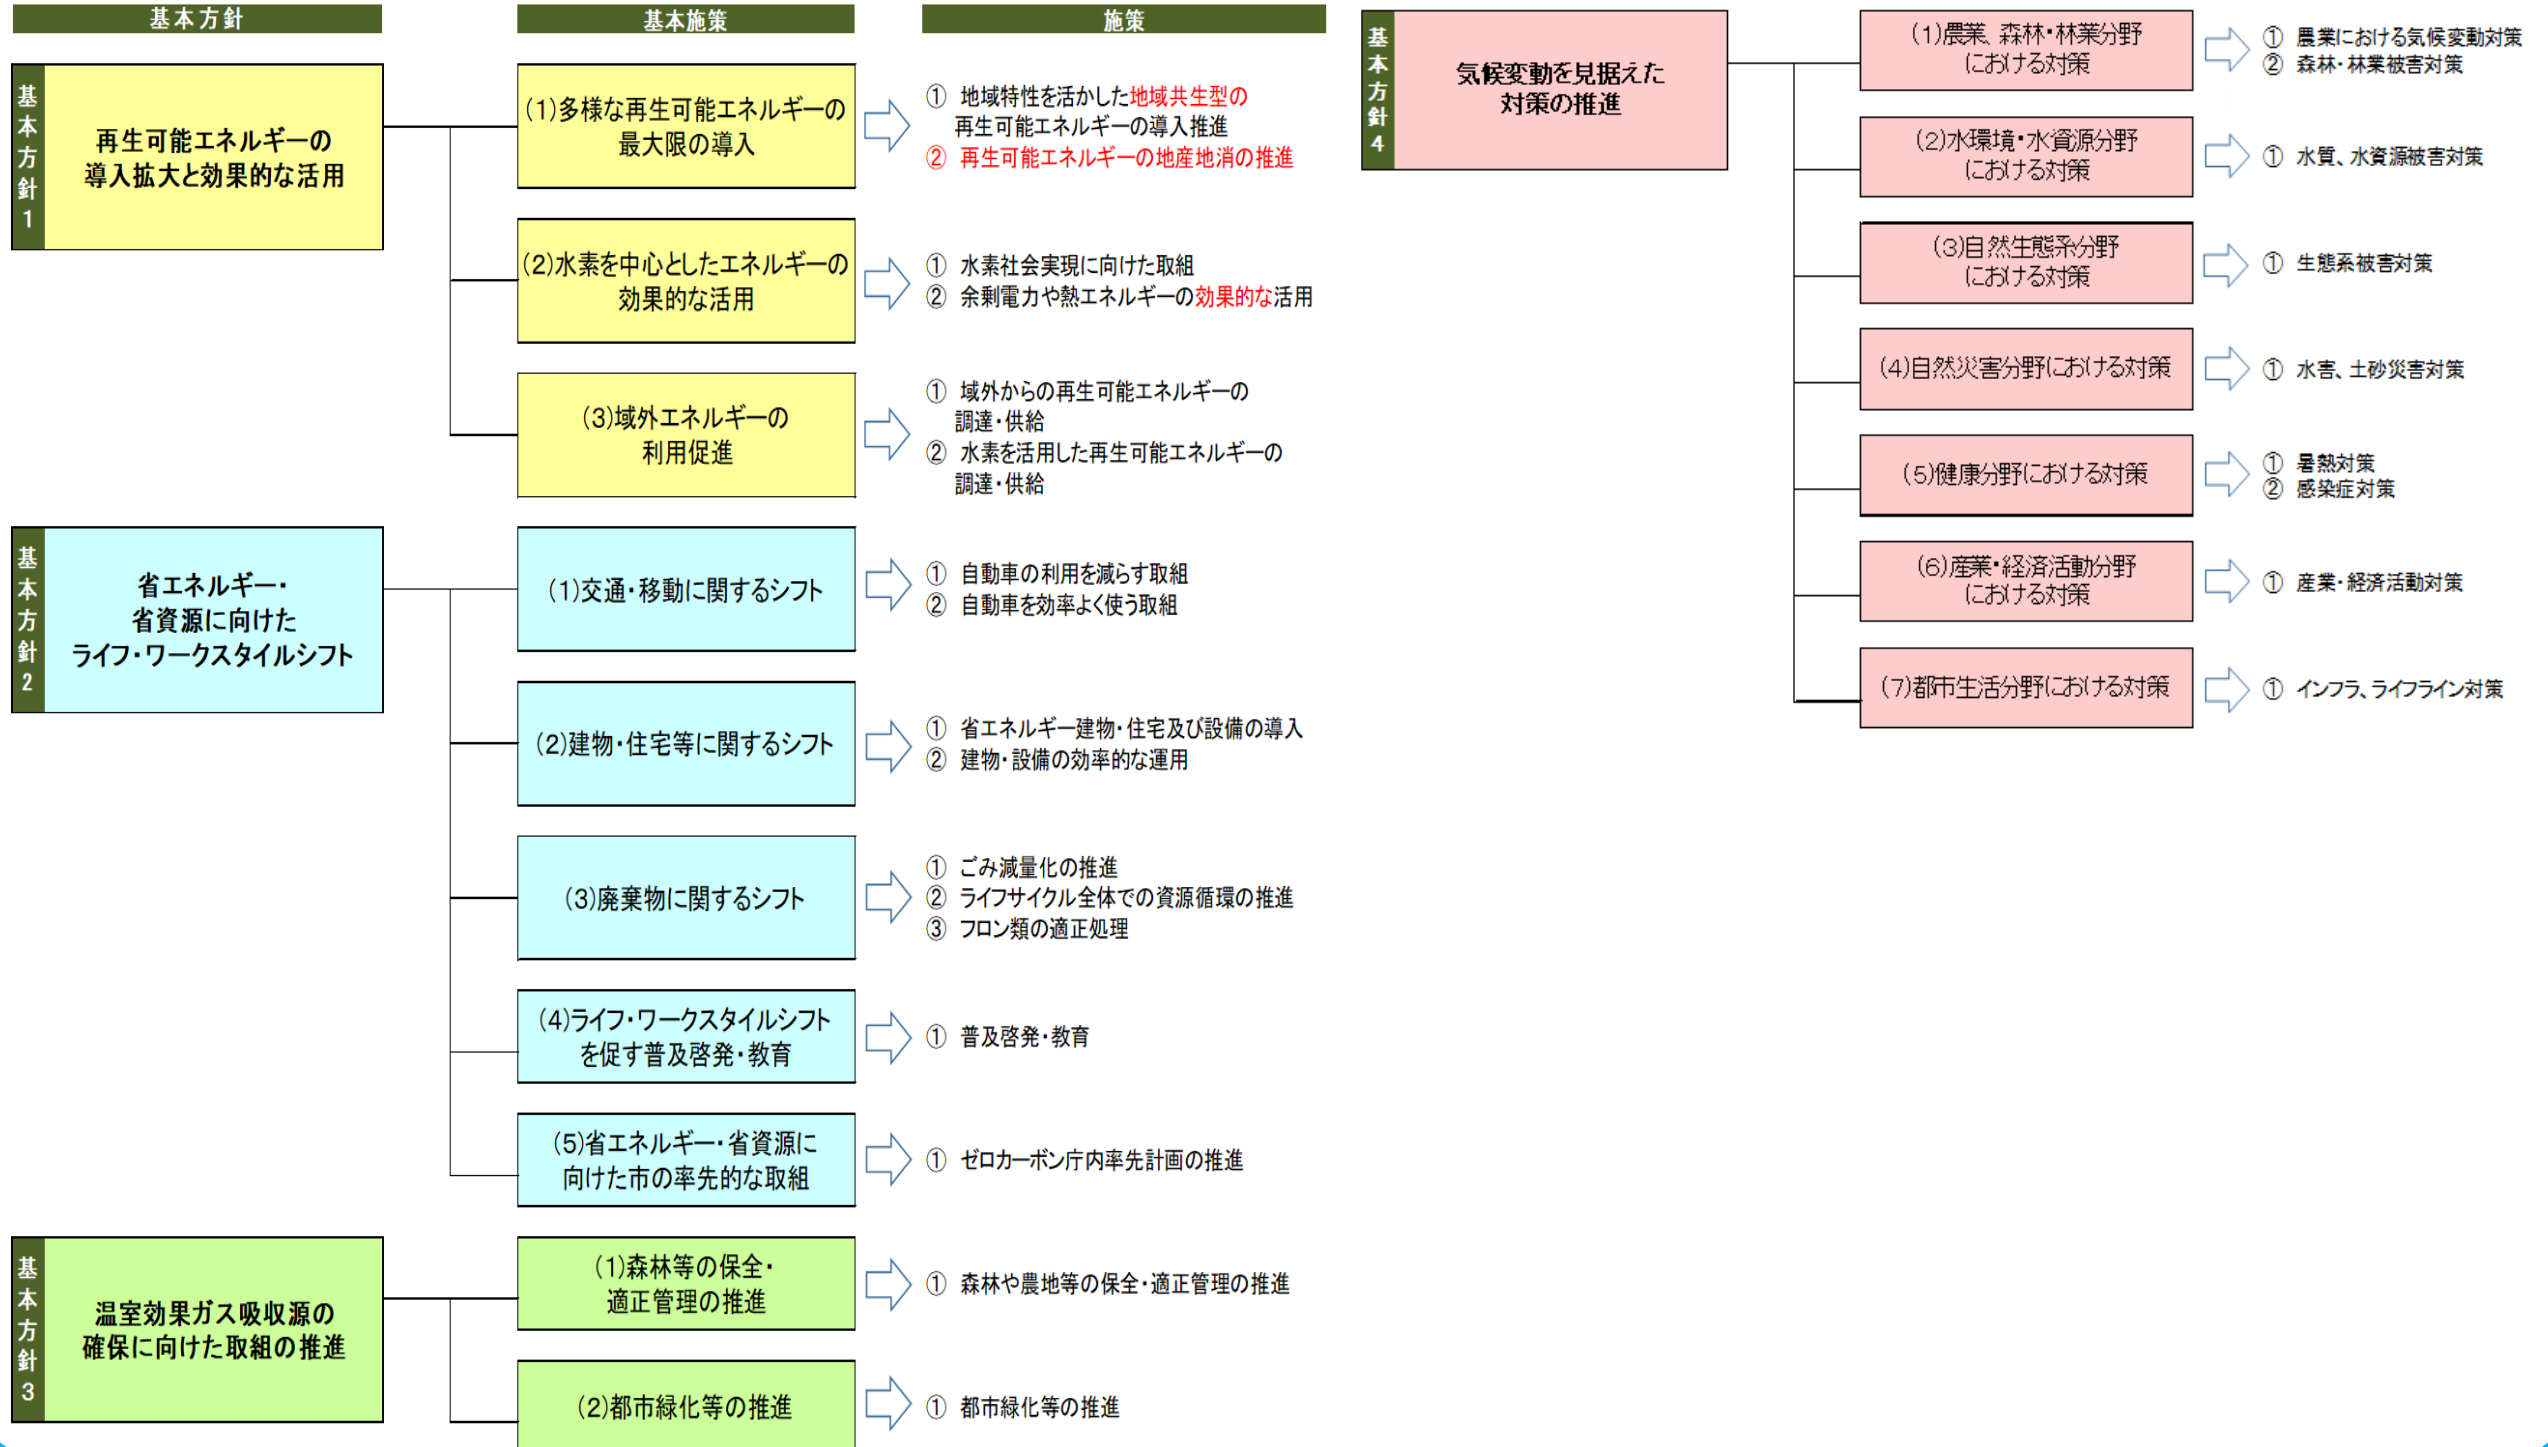 基本方針
基本施策
施策
基本方針1
再生可能エネルギーの
導入拡大と効果的な活用
(1)多様な再生可能エネルギーの
最大限の導入
① 地域特性を活かした地域共生型の
再生可能エネルギーの導入推進
② 再生可能エネルギーの地産地消の推進
(2)水素を中心としたエネルギーの
効果的な活用
① 水素社会実現に向けた取組
② 余剰電力や熱エネルギーの効果的な活用
(3)域外エネルギーの
利用促進
① 域外からの再生可能エネルギーの
調達・供給
② 水素を活用した再生可能エネルギーの
調達・供給
基本方針2
省エネルギー・
省資源に向けた
ライフ・ワークスタイルシフト
(1)交通・移動に関するシフト
① 自動車の利用を減らす取組
② 自動車を効率よく使う取組
(2)建物・住宅等に関するシフト
① 省エネルギー建物・住宅及び設備の導入
② 建物・設備の効率的な運用
(3)廃棄物に関するシフト
① ごみ減量化の推進
② ライフサイクル全体での資源循環の推進
③ フロン類の適正処理
(4)ライフ・ワークスタイルシフト
を促す普及啓発・教育
① 普及啓発・教育
(5)省エネルギー・省資源に
向けた市の率先的な取組
① ゼロカーボン庁内率先計画の推進
基本方針3
温室効果ガス吸収源の
確保に向けた取組の推進
(1)森林等の保全・
適正管理の推進
① 森林や農地等の保全・適正管理の推進
(2)都市緑化等の推進
① 都市緑化等の推進
基本方針4
気候変動を見据えた
対策の推進
(1)農業、森林・林業分野
における対策
① 農業における気候変動対策
② 森林・林業被害対策
(2)水環境・水資源分野
における対策
① 水質、水資源被害対策
(3)自然生態系分野
における対策
① 生態系被害対策
(4)自然災害分野における対策
① 水害、土砂災害対策
(5)健康分野における対策
① 暑熱対策
② 感染症対策
(6)産業・経済活動分野
における対策
① 産業・経済活動対策
(7)都市生活分野における対策
① インフラ、ライフライン対策